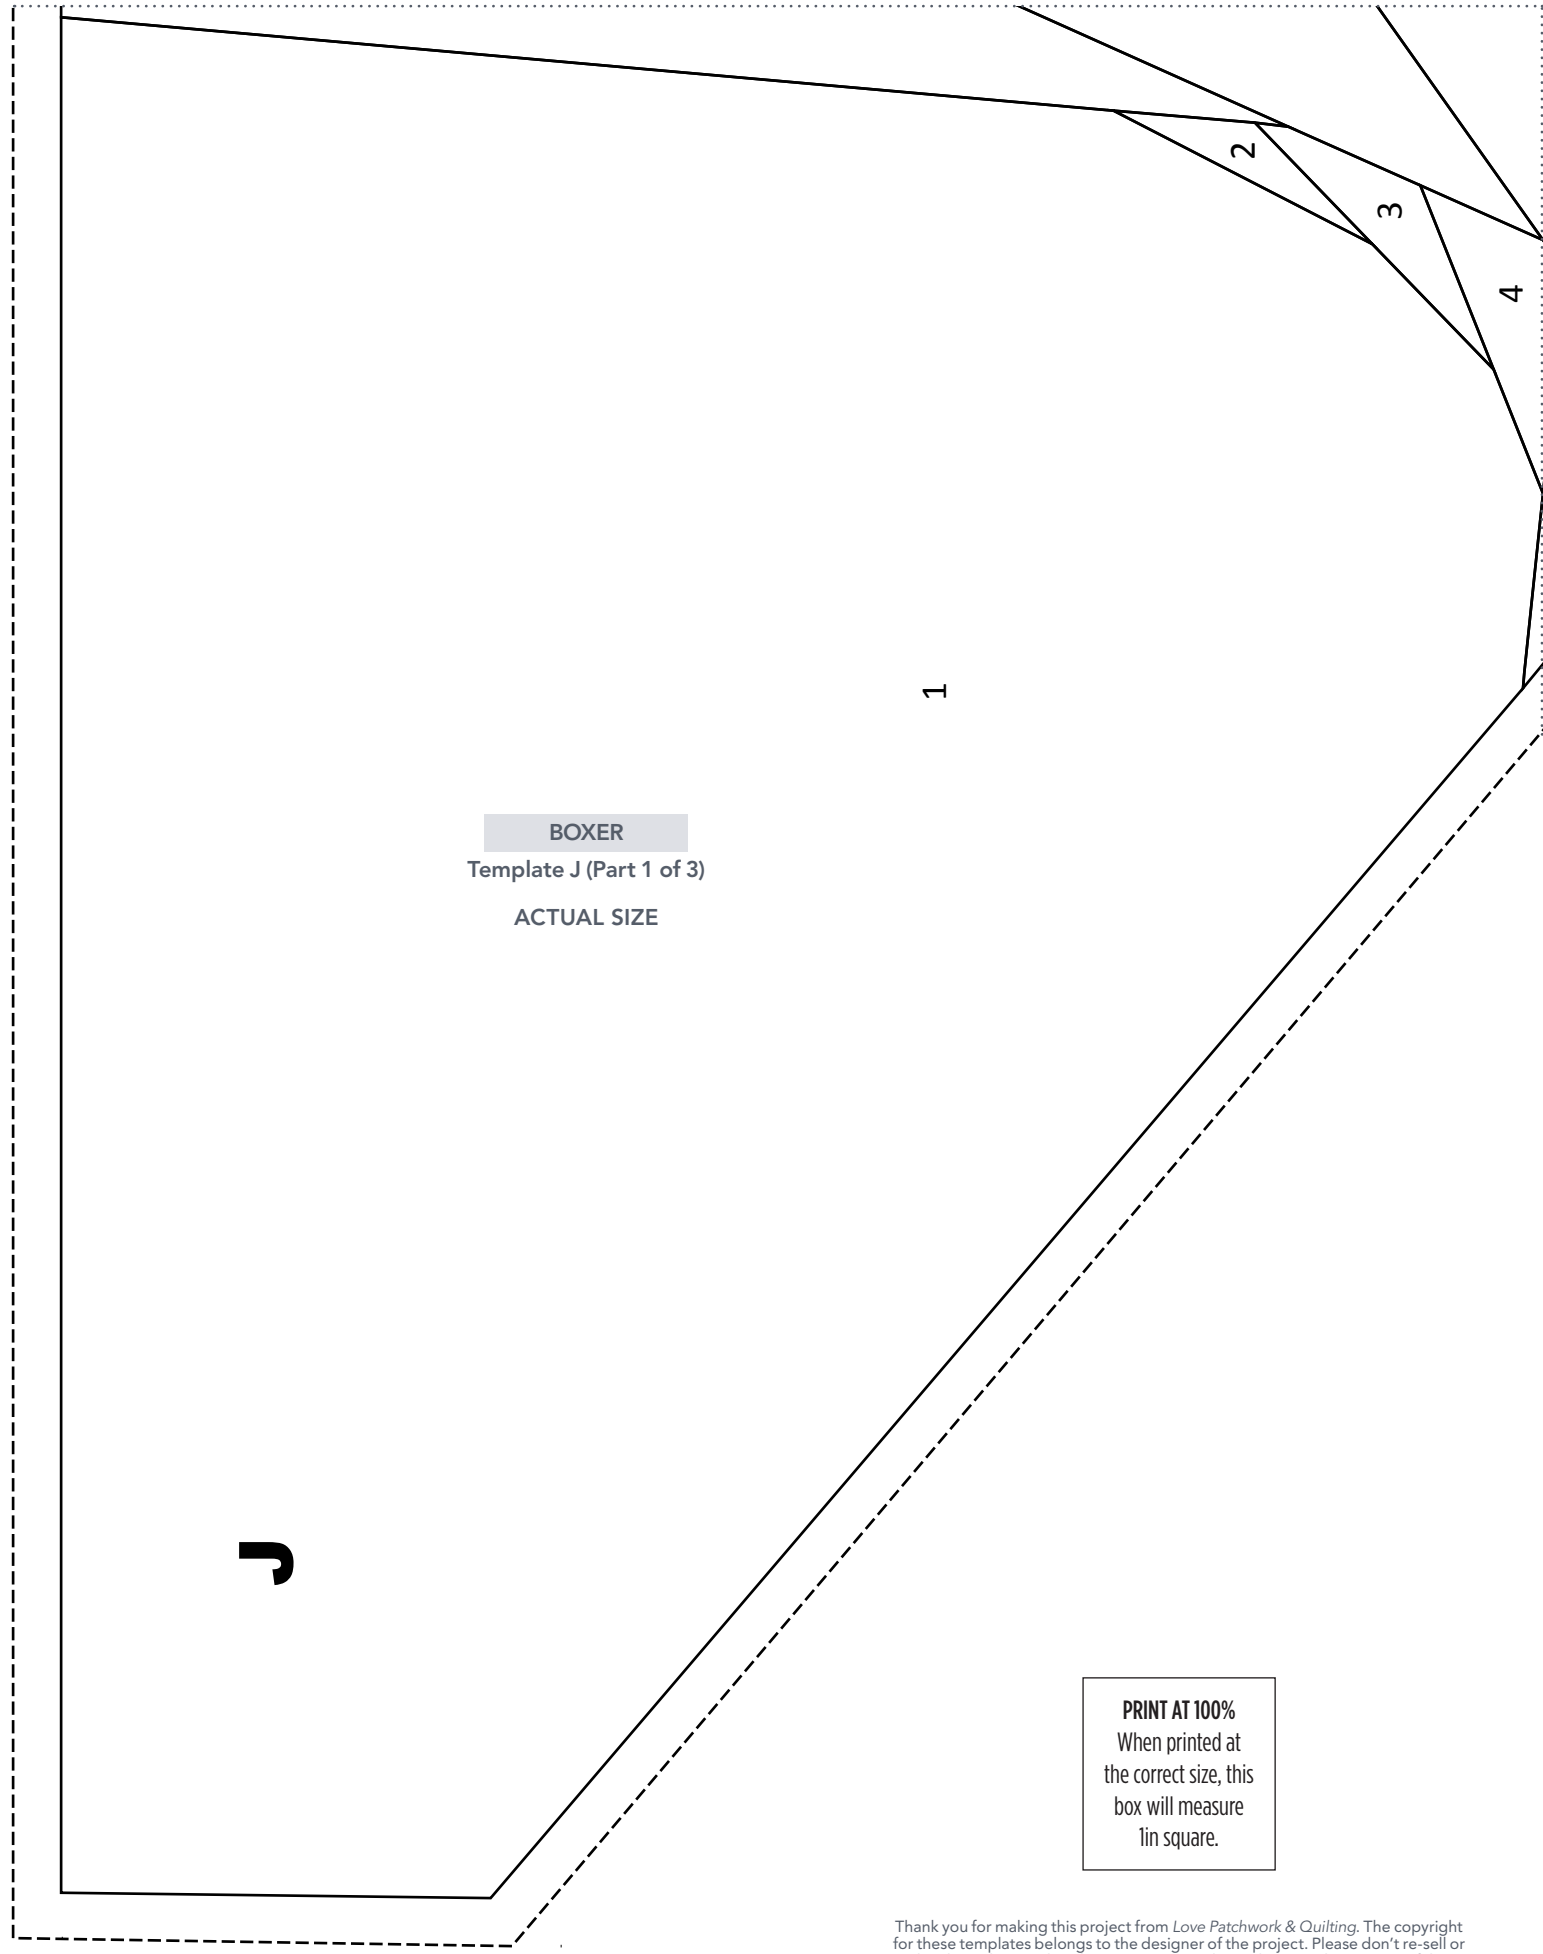 2
3
4
1
BOXER
Template J (Part 1 of 3)
ACTUAL SIZE
J
PRINT AT 100%
When printed at
the correct size, this
box will measure
1in square.
Thank you for making this project from Love Patchwork & Quilting. The copyright
for these templates belongs to the designer of the project. Please don’t re-sell or